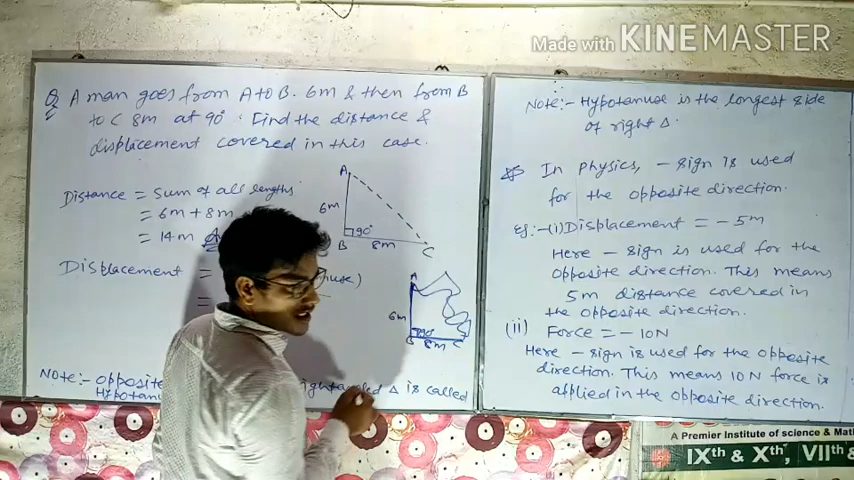 Made with KINEMASTER
Q A man goes from A to B. 6m & then from B
to C 8m at 90°. Find the distance &
displacement covered in this case.
Distance = Sum of all lengths
= 6m + 8m
= 14m
Displacement =
=
A
6m
90°
B
8m
C
A
6m
90°
B
8m
C
NOTE:- Opposite
Hypotenu
rightangled Δ is called
Note:- Hypotanuse is the longest side
of right Δ.
In Physics, - sign is used
for the opposite direction.
Eg:-(i) Displacement = - 5m
Here - sign is used for the
opposite direction. This means
5m distance covered in
the opposite direction.
(ii) Force = - 10N
Here - sign is used for the opposite
direction. This means 10N force is
applied in the opposite direction.
A Premier Institute of science & Mat
IXth & Xth, VII th &